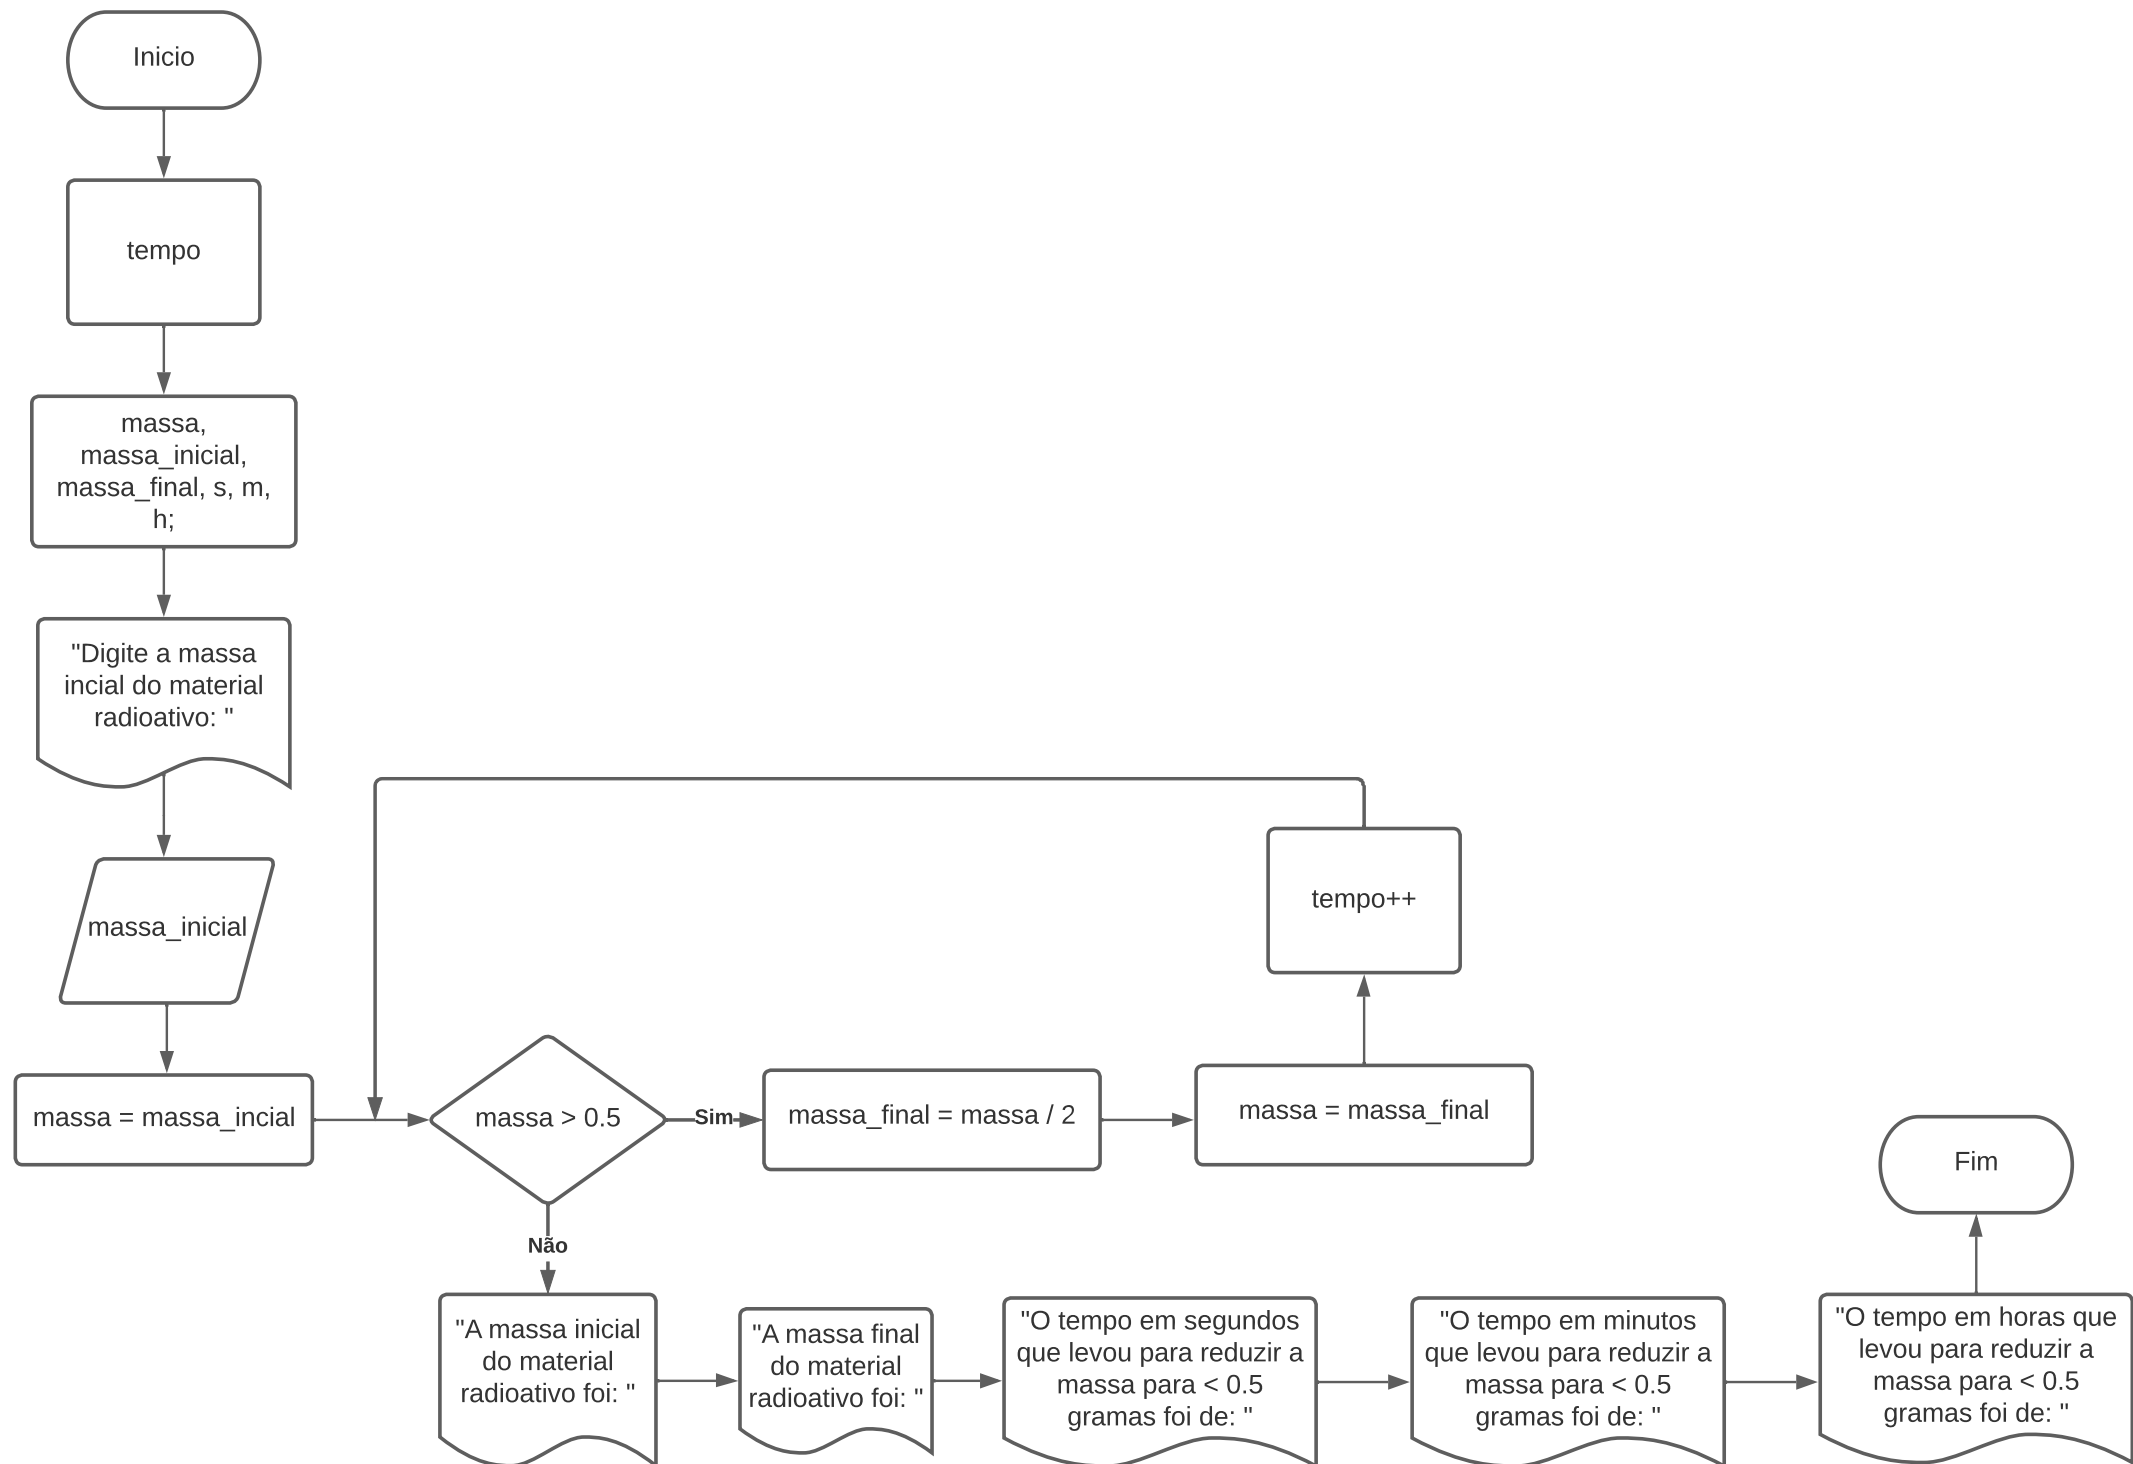 Inicio
tempo
massa,
massa_inicial,
massa_final, s, m,
h;
"Digite a massa
incial do material
radioativo: "
massa_inicial
massa = massa_incial
massa > 0.5
Sim
massa_final = massa / 2
massa = massa_final
tempo++
Não
"A massa inicial
do material
radioativo foi: "
"A massa final
do material
radioativo foi: "
"O tempo em segundos
que levou para reduzir a
massa para < 0.5
gramas foi de: "
"O tempo em minutos
que levou para reduzir a
massa para < 0.5
gramas foi de: "
"O tempo em horas que
levou para reduzir a
massa para < 0.5
gramas foi de: "
Fim